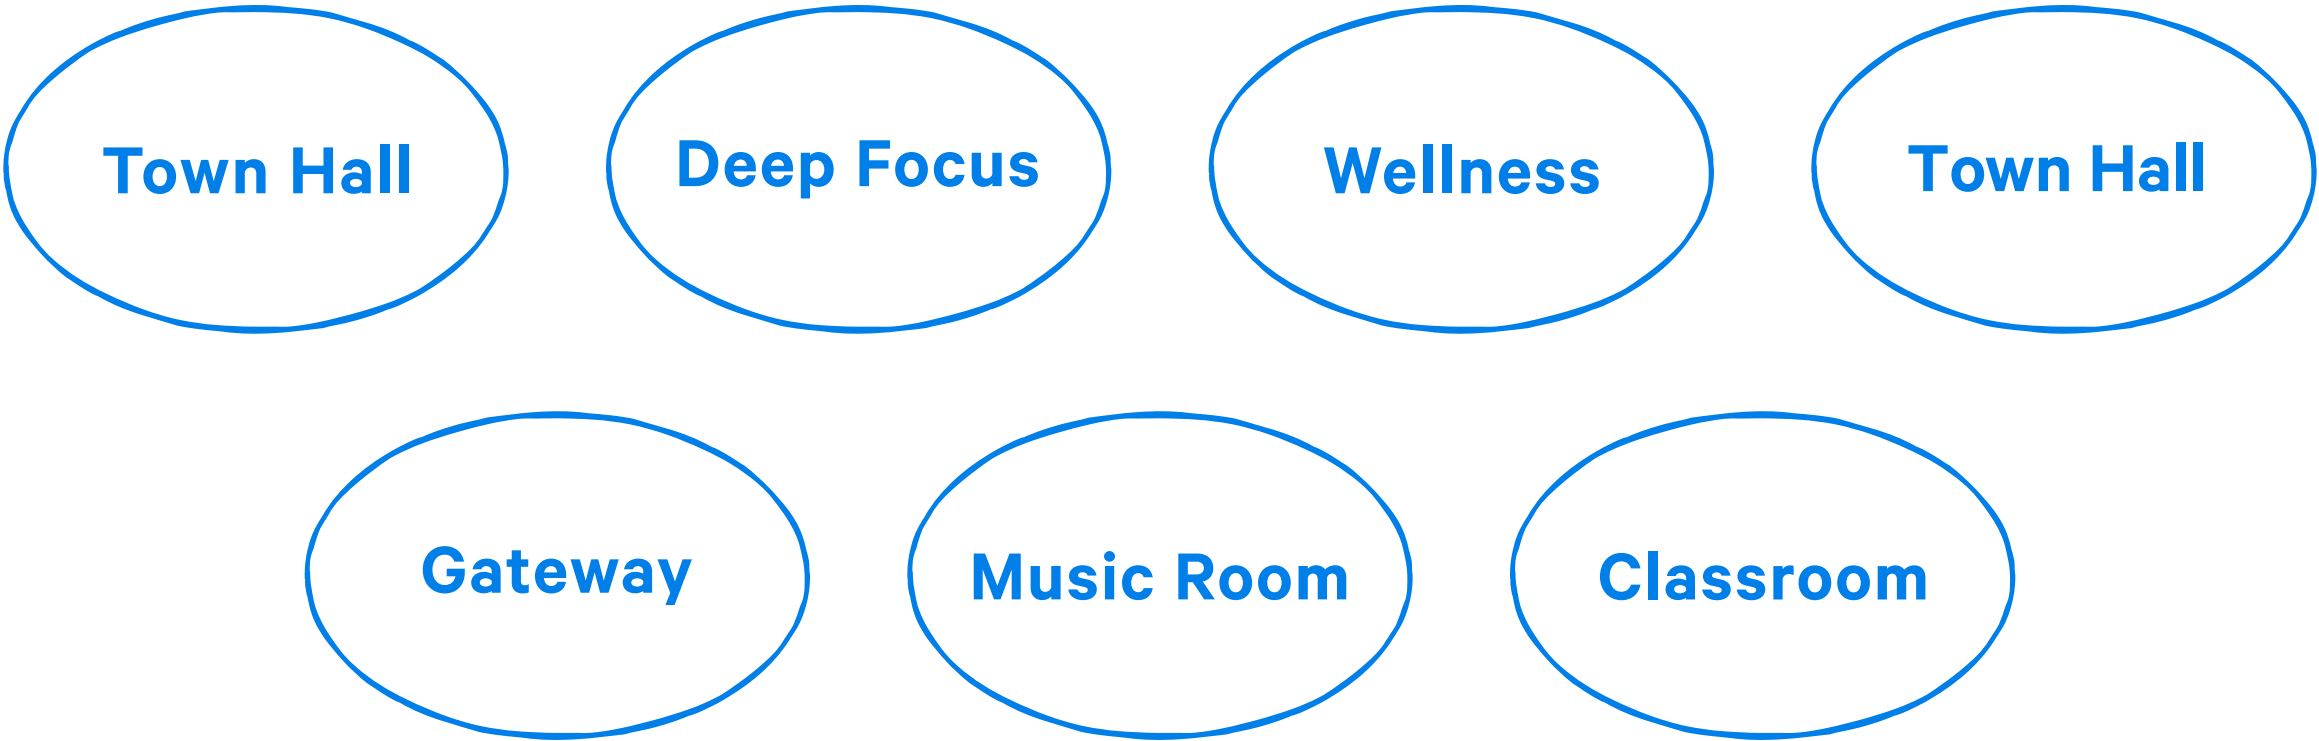 Town Hall
Deep Focus
Wellness
Town Hall
Gateway
Music Room
Classroom